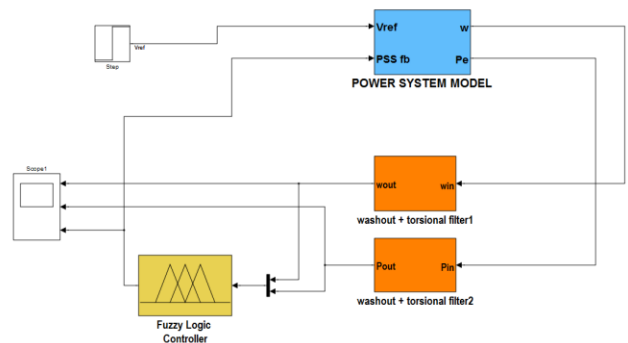 Vref
w
Vref
Step
PSS fb
Pe
POWER SYSTEM MODEL
Scope1
wout
win
washout + torsional filter1
Pout
Pin
washout + torsional filter2
Fuzzy Logic
Controller